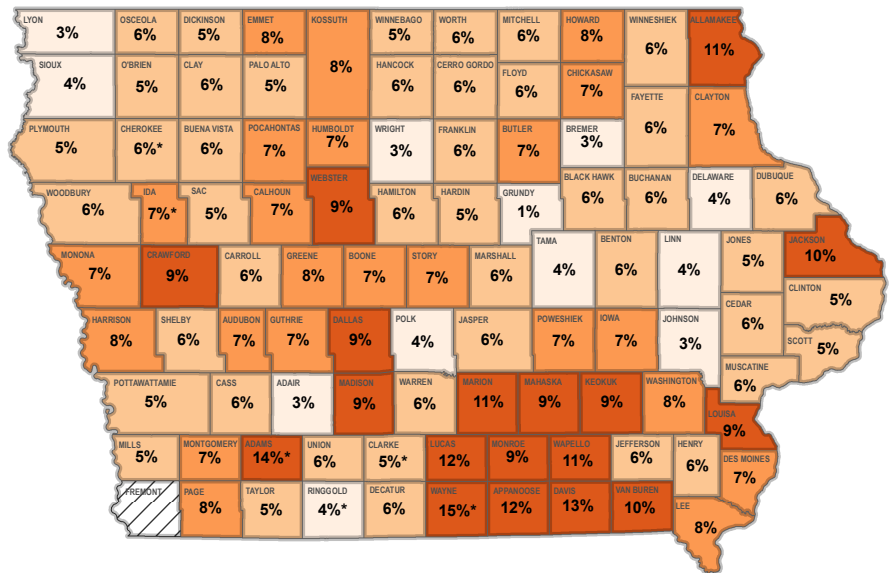 LYON
3%
OSCEOLA
6%
DICKINSON
5%
EMMET
8%
KOSSUTH
8%
WINNEBAGO
5%
WORTH
6%
MITCHELL
6%
HOWARD
8%
WINNESHIEK
6%
ALLAMAKEE
11%
SIOUX
4%
O'BRIEN
5%
CLAY
6%
PALO ALTO
5%
HANCOCK
6%
CERRO GORDO
6%
FLOYD
6%
CHICKASAW
7%
FAYETTE
6%
CLAYTON
7%
PLYMOUTH
5%
CHEROKEE
6%*
BUENA VISTA
6%
POCAHONTAS
7%
HUMBOLDT
7%
WRIGHT
3%
FRANKLIN
6%
BUTLER
7%
BREMER
3%
WOODBURY
6%
IDA
7%*
SAC
5%
CALHOUN
7%
WEBSTER
9%
HAMILTON
6%
HARDIN
5%
GRUNDY
1%
BLACK HAWK
6%
BUCHANAN
6%
DELAWARE
4%
DUBUQUE
6%
MONONA
7%
CRAWFORD
9%
CARROLL
6%
GREENE
8%
BOONE
7%
STORY
7%
MARSHALL
6%
TAMA
4%
BENTON
6%
LINN
4%
JONES
5%
JACKSON
10%
CLINTON
5%
HARRISON
8%
SHELBY
6%
AUDUBON
7%
GUTHRIE
7%
DALLAS
9%
POLK
4%
JASPER
6%
POWESHIEK
7%
IOWA
7%
JOHNSON
3%
CEDAR
6%
SCOTT
5%
MUSCATINE
6%
POTTAWATTAMIE
5%
CASS
6%
ADAIR
3%
MADISON
9%
WARREN
6%
MARION
11%
MAHASKA
9%
KEOKUK
9%
WASHINGTON
8%
LOUISA
9%
MILLS
5%
MONTGOMERY
7%
ADAMS
14%*
UNION
6%
CLARKE
5%*
LUCAS
12%
MONROE
9%
WAPELLO
11%
JEFFERSON
6%
HENRY
6%
DES MOINES
7%
FREMONT
PAGE
8%
TAYLOR
5%
RINGGOLD
4%*
DECATUR
6%
WAYNE
15%*
APPANOOSE
12%
DAVIS
13%
VAN BUREN
10%
LEE
8%